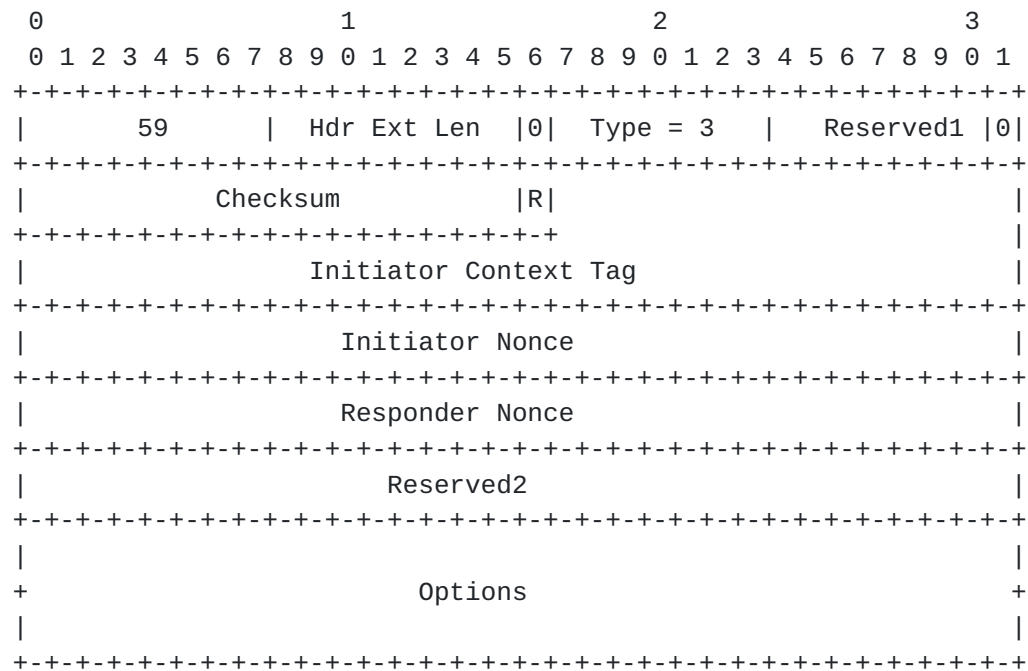 0                   1                   2                   3
 0 1 2 3 4 5 6 7 8 9 0 1 2 3 4 5 6 7 8 9 0 1 2 3 4 5 6 7 8 9 0 1
+-+-+-+-+-+-+-+-+-+-+-+-+-+-+-+-+-+-+-+-+-+-+-+-+-+-+-+-+-+-+-+-+
|       59      |  Hdr Ext Len  |0|  Type = 3   |   Reserved1 |0|
+-+-+-+-+-+-+-+-+-+-+-+-+-+-+-+-+-+-+-+-+-+-+-+-+-+-+-+-+-+-+-+-+
|            Checksum           |R|                             |
+-+-+-+-+-+-+-+-+-+-+-+-+-+-+-+-+-+                             |
|                  Initiator Context Tag                        |
+-+-+-+-+-+-+-+-+-+-+-+-+-+-+-+-+-+-+-+-+-+-+-+-+-+-+-+-+-+-+-+-+
|                    Initiator Nonce                            |
+-+-+-+-+-+-+-+-+-+-+-+-+-+-+-+-+-+-+-+-+-+-+-+-+-+-+-+-+-+-+-+-+
|                    Responder Nonce                            |
+-+-+-+-+-+-+-+-+-+-+-+-+-+-+-+-+-+-+-+-+-+-+-+-+-+-+-+-+-+-+-+-+
|                       Reserved2                               |
+-+-+-+-+-+-+-+-+-+-+-+-+-+-+-+-+-+-+-+-+-+-+-+-+-+-+-+-+-+-+-+-+
|                                                               |
+                         Options                               +
|                                                               |
+-+-+-+-+-+-+-+-+-+-+-+-+-+-+-+-+-+-+-+-+-+-+-+-+-+-+-+-+-+-+-+-+